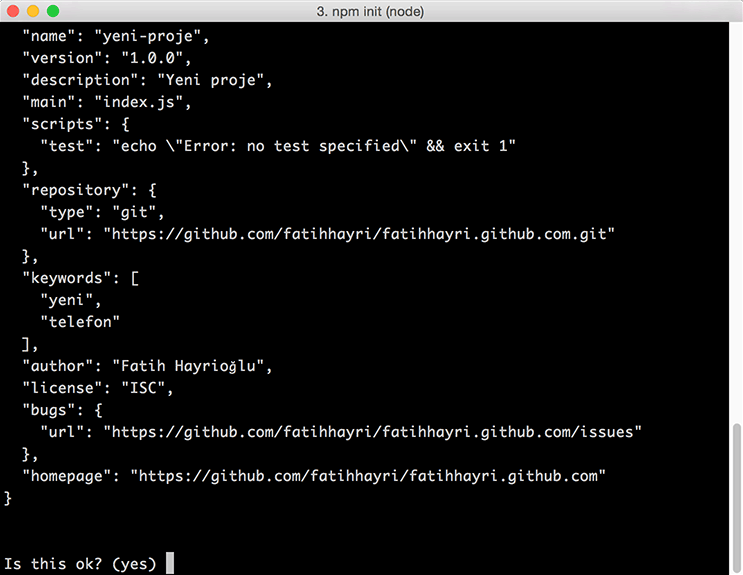 3. npm init (node)
"name": "yeni-proje",
"version": "1.0.0",
"description": "Yeni proje",
"main": "index.js",
"scripts": {
"test": "echo \"Error: no test specified\" && exit 1"
},
"repository": {
"type": "git",
"url": "https://github.com/fatihhayri/fatihhayri.github.com.git"
},
"keywords": [
"yeni",
"telefon"
],
"author": "Fatih Hayrioğlu",
"license": "ISC",
"bugs": {
"url": "https://github.com/fatihhayri/fatihhayri.github.com/issues"
},
"homepage": "https://github.com/fatihhayri/fatihhayri.github.com"
}
Is this ok? (yes)